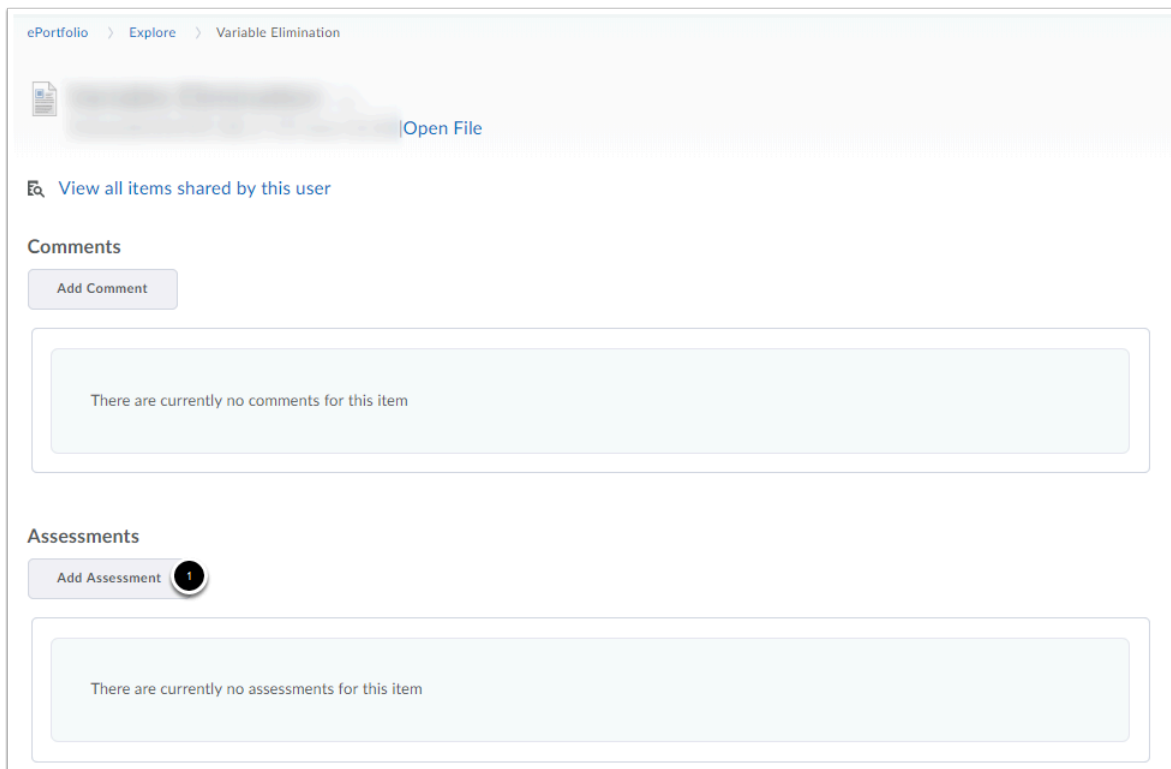 ePortfolio > Explore > Variable Elimination
|Open File
View all items shared by this user
Comments
Add Comment
There are currently no comments for this item
Assessments
Add Assessment 1
There are currently no assessments for this item